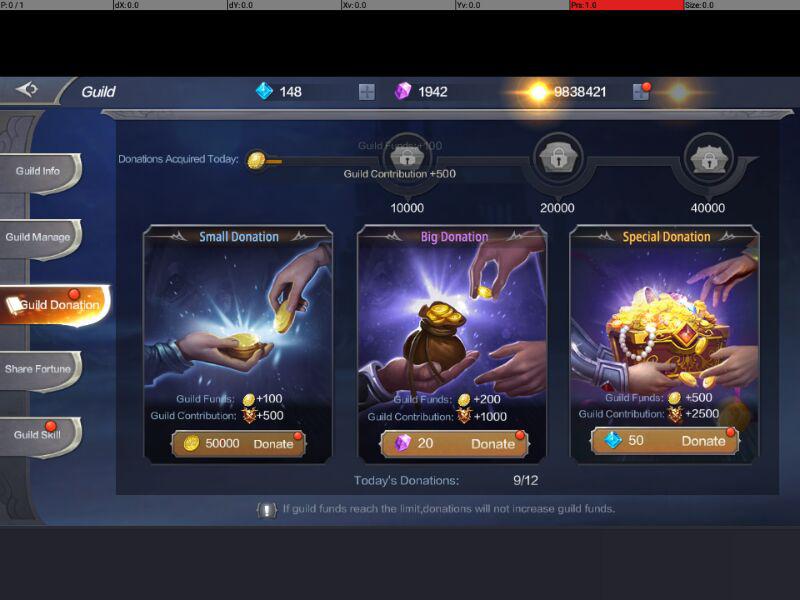 P: 0 / 1 dX: 0.0 dY: 0.0 Xv: 0.0 Yv: 0.0 Prs: 1.0 Size: 0.0
Guild 148 1942 9838421
Guild Funds:+100
Donations Acquired Today:
Guild Contribution +500
10000 20000 40000
Guild Info
Guild Manage
Guild Donation
Share Fortune
Guild Skill
Small Donation
Guild Funds: +100
Guild Contribution: +500
50000 Donate
Big Donation
Guild Funds: +200
Guild Contribution: +1000
20 Donate
Special Donation
Guild Funds: +500
Guild Contribution: +2500
50 Donate
Today's Donations: 9/12
If guild funds reach the limit,donations will not increase guild funds.